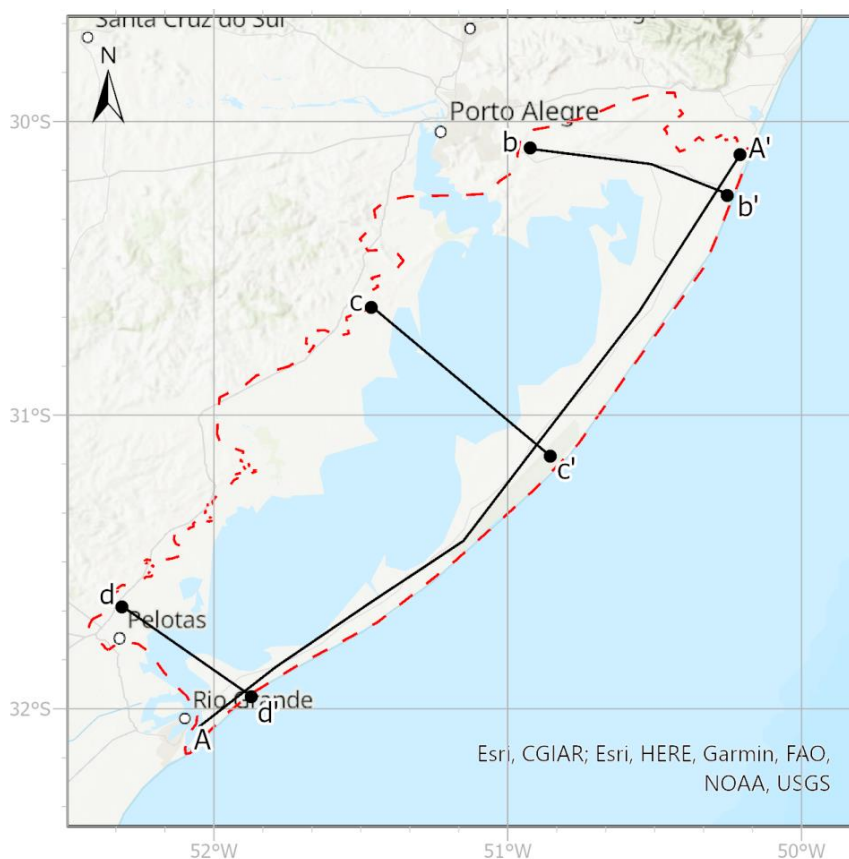 Santa Cruz do Sul
N
30°S
Porto Alegre
b
A'
b'
c
31°S
c'
d
Pelotas
Rio Grande
d'
32°S
A
Esri, CGIAR; Esri, HERE, Garmin, FAO,
NOAA, USGS
52°W
51°W
50°W